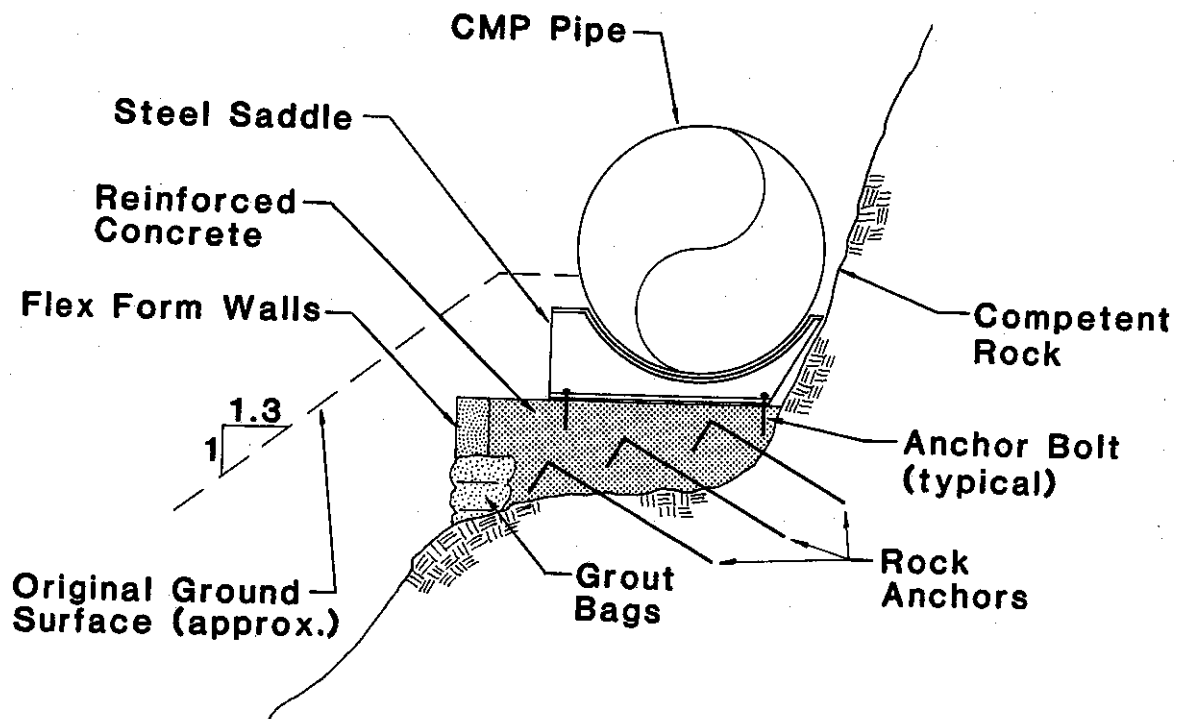 CMP Pipe
Steel Saddle
Reinforced
Concrete
Flex Form Walls
Competent
Rock
1.3
1
Anchor Bolt
(typical)
Original Ground
Surface (approx.)
Grout
Bags
Rock
Anchors